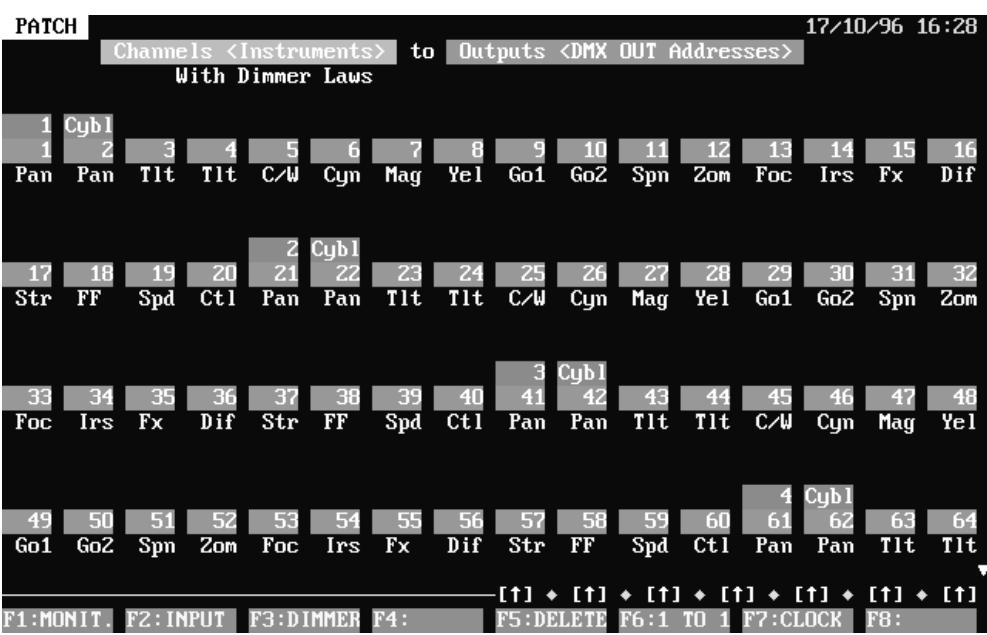 PATCH 17/10/96 16:28
Channels <Instruments> to Outputs <DMX OUT Addresses>
With Dimmer Laws
1 Cybl
1 2 3 4 5 6 7 8 9 10 11 12 13 14 15 16
Pan Pan Tlt Tlt C/W Cyn Mag Yel Go1 Go2 Spn Zom Foc Irs Fx Dif
2 Cybl
17 18 19 20 21 22 23 24 25 26 27 28 29 30 31 32
Str FF Spd Ctl Pan Pan Tlt Tlt C/W Cyn Mag Yel Go1 Go2 Spn Zom
3 Cybl
33 34 35 36 37 38 39 40 41 42 43 44 45 46 47 48
Foc Irs Fx Dif Str FF Spd Ctl Pan Pan Tlt Tlt C/W Cyn Mag Yel
4 Cybl
49 50 51 52 53 54 55 56 57 58 59 60 61 62 63 64
Go1 Go2 Spn Zom Foc Irs Fx Dif Str FF Spd Ctl Pan Pan Tlt Tlt
[↑] ◆ [↑] ◆ [↑] ◆ [↑] ◆ [↑] ◆ [↑] ◆ [↑]
F1:MONIT. F2:INPUT F3:DIMMER F4: F5:DELETE F6:1 TO 1 F7:CLOCK F8: